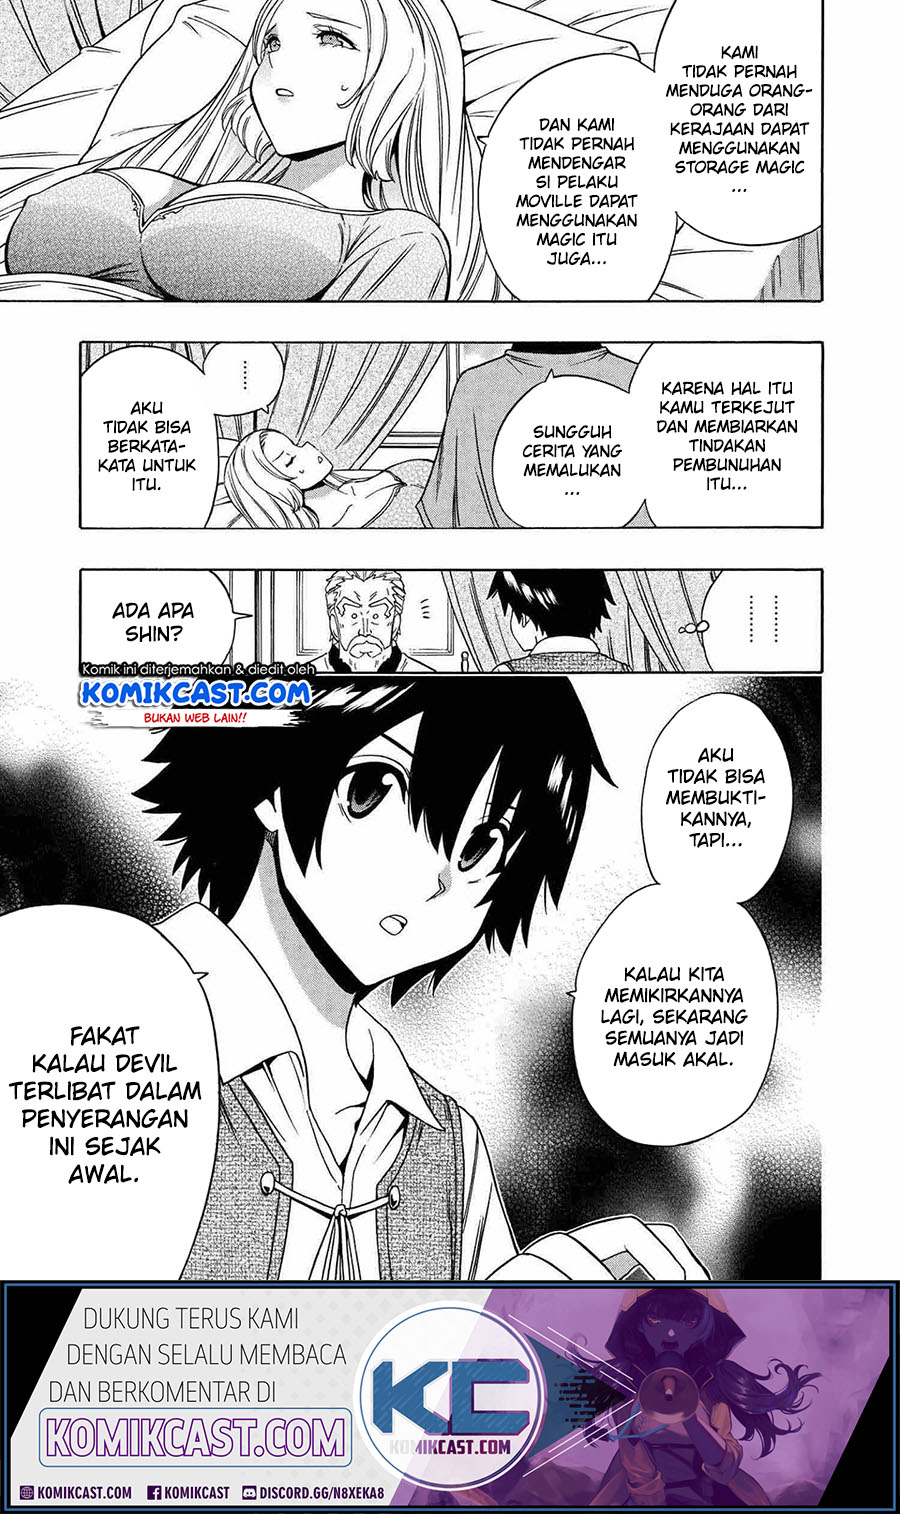 KAMI
TIDAK PERNAH
MENDUGA ORANG-
ORANG DARI
KERAJAAN DAPAT
MENGGUNAKAN
STORAGE MAGIC
...
DAN KAMI
TIDAK PERNAH
MENDENGAR
SI PELAKU
MOVILLE DAPAT
MENGGUNAKAN
MAGIC ITU
JUGA...
KARENA HAL ITU
KAMU TERKEJUT
DAN MEMBIARKAN
TINDAKAN
PEMBUNUHAN
ITU...
SUNGGUH
CERITA YANG
MEMALUKAN
...
......
AKU
TIDAK BISA
BERKATA-
KATA UNTUK
ITU.
............
ADA APA
SHIN?
Komik ini diterjemahkan & diedit oleh
KOMIKCAST.COM
BUKAN WEB LAIN!!
AKU
TIDAK BISA
MEMBUKTI-
KANNYA,
TAPI...
KALAU KITA
MEMIKIRKANNYA
LAGI, SEKARANG
SEMUANYA JADI
MASUK AKAL.
FAKAT
KALAU DEVIL
TERLIBAT DALAM
PENYERANGAN
INI SEJAK
AWAL.
DUKUNG TERUS KAMI
DENGAN SELALU MEMBACA
DAN BERKOMENTAR DI
KOMIKCAST.COM
KC
KOMIKCAST.COM
KOMIKCAST.COM KOMIKCAST DISCORD.GG/N8XEKA8